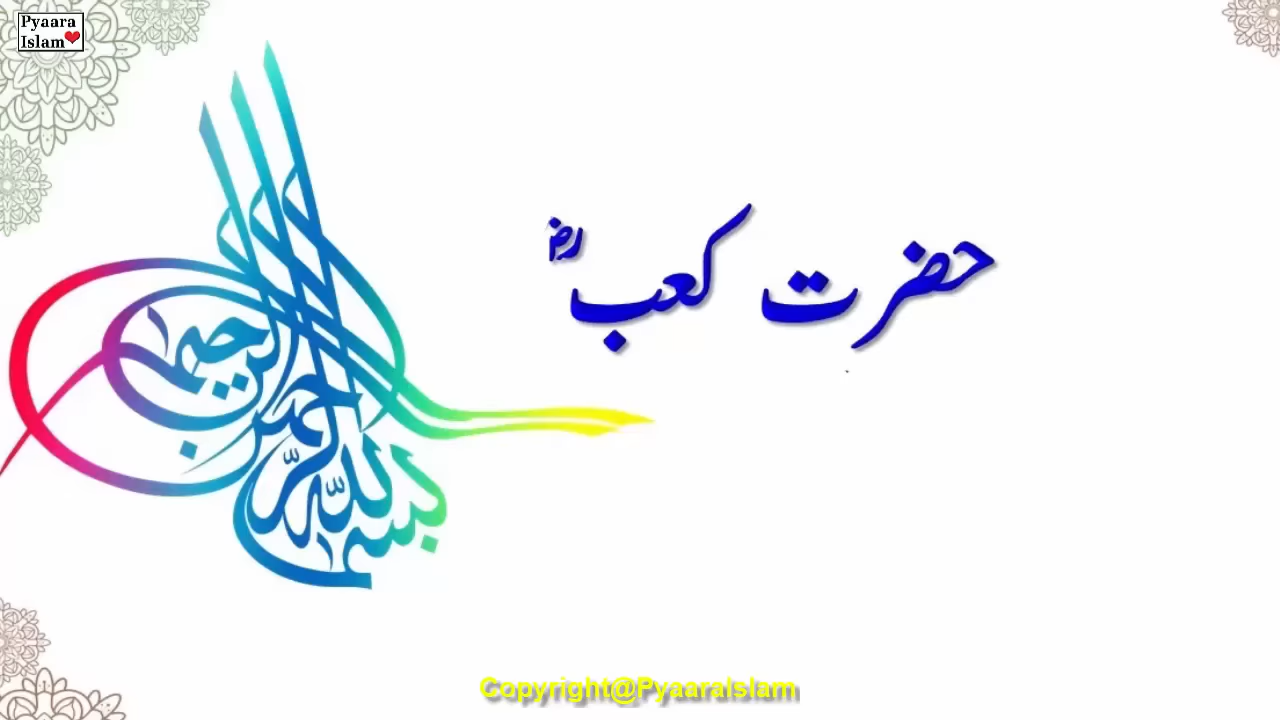 Pyaara
Islam
بسم الله الرحمن الرحيم
حضرت کعب رض
Copyright@PyaaraIslam